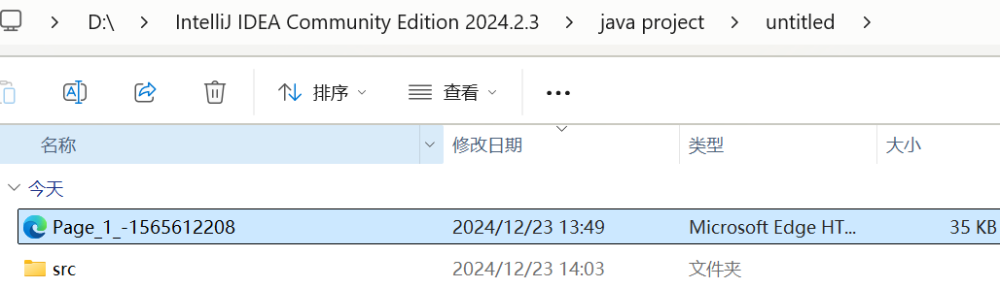 D:\ IntelliJ IDEA Community Edition 2024.2.3 java project untitled
排序 查看
名称 修改日期 类型 大小
今天
Page_1_-1565612208 2024/12/23 13:49 Microsoft Edge HT... 35 KB
src 2024/12/23 14:03 文件夹